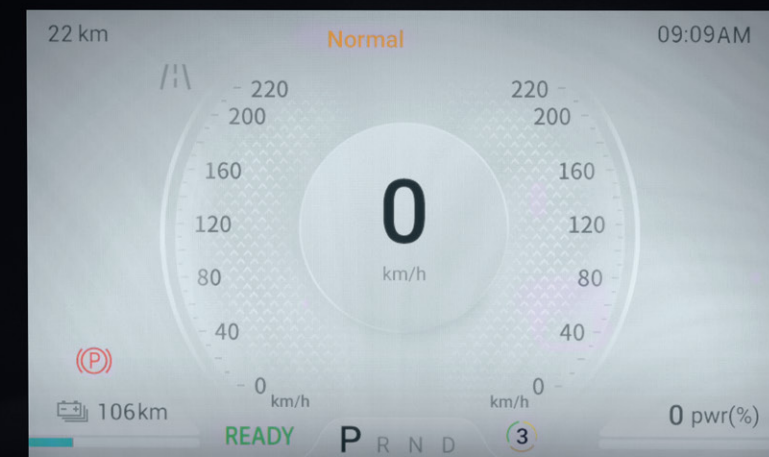 22 km
Normal
09:09AM
220 220
200 200
160 160
120 120
80 80
40 40
0 km/h
0
km/h
km/h 0
P
106km
READY
P R N D
3
0 pwr(%)